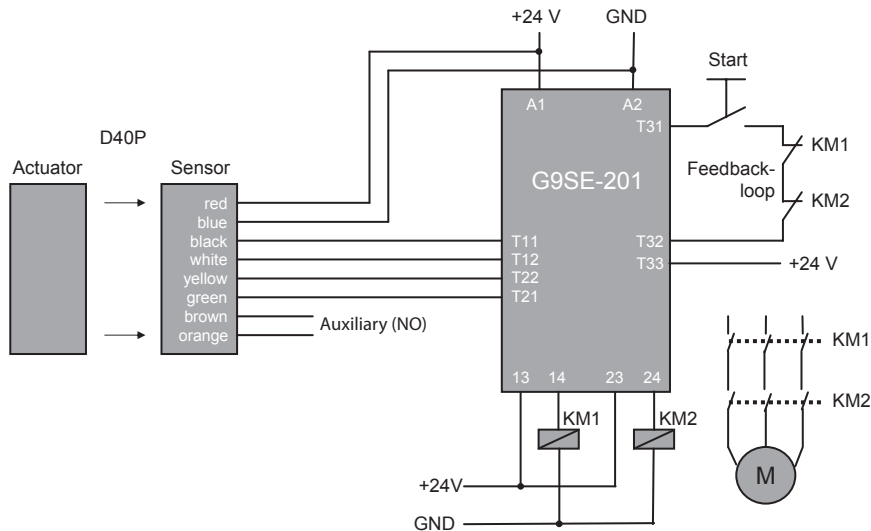 +24 V
GND
Start
A1
A2
T31
D40P
Actuator
Sensor
KM1
G9SE-201
Feedback-
loop
KM2
red
blue
black
white
yellow
green
brown
orange
T11
T12
T22
T21
T32
T33
+24 V
Auxiliary (NO)
KM1
KM2
13
14
23
24
KM1
KM2
M
+24V
GND